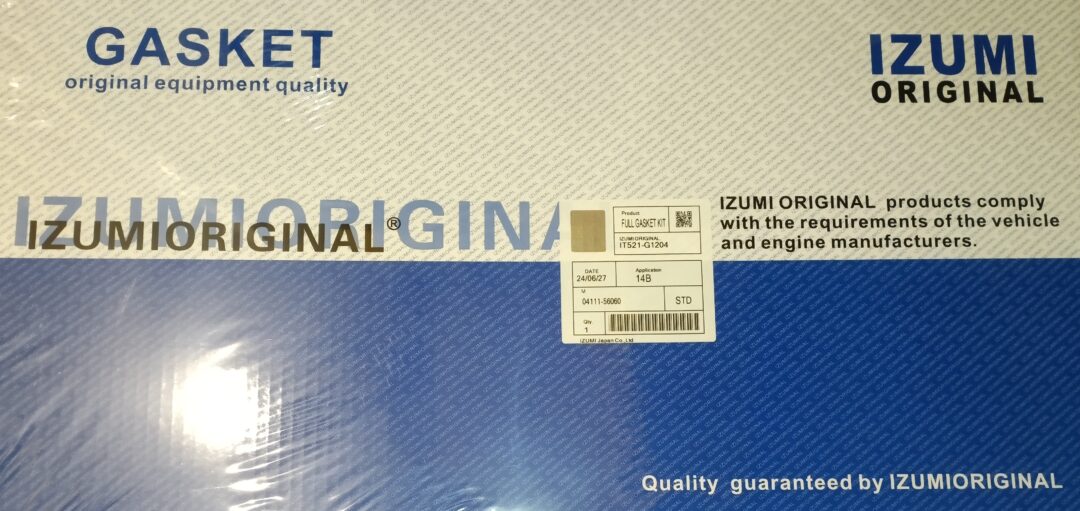 GASKET
original equipment quality
IZUMI
ORIGINAL
IZUMIORIGINA
IZUMIORIGINAL®
IZUMI ORIGINAL products comply
with the requirements of the vehicle
and engine manufacturers.
Product
FULL GASKET KIT
IZUMIORIGINAL
IT521-G1204
DATE
24/06/27
Application
14B
M
04111-56060
STD
Qty.
1
IZUMI Japan Co.,Ltd
Quality guaranteed by IZUMIORIGINAL